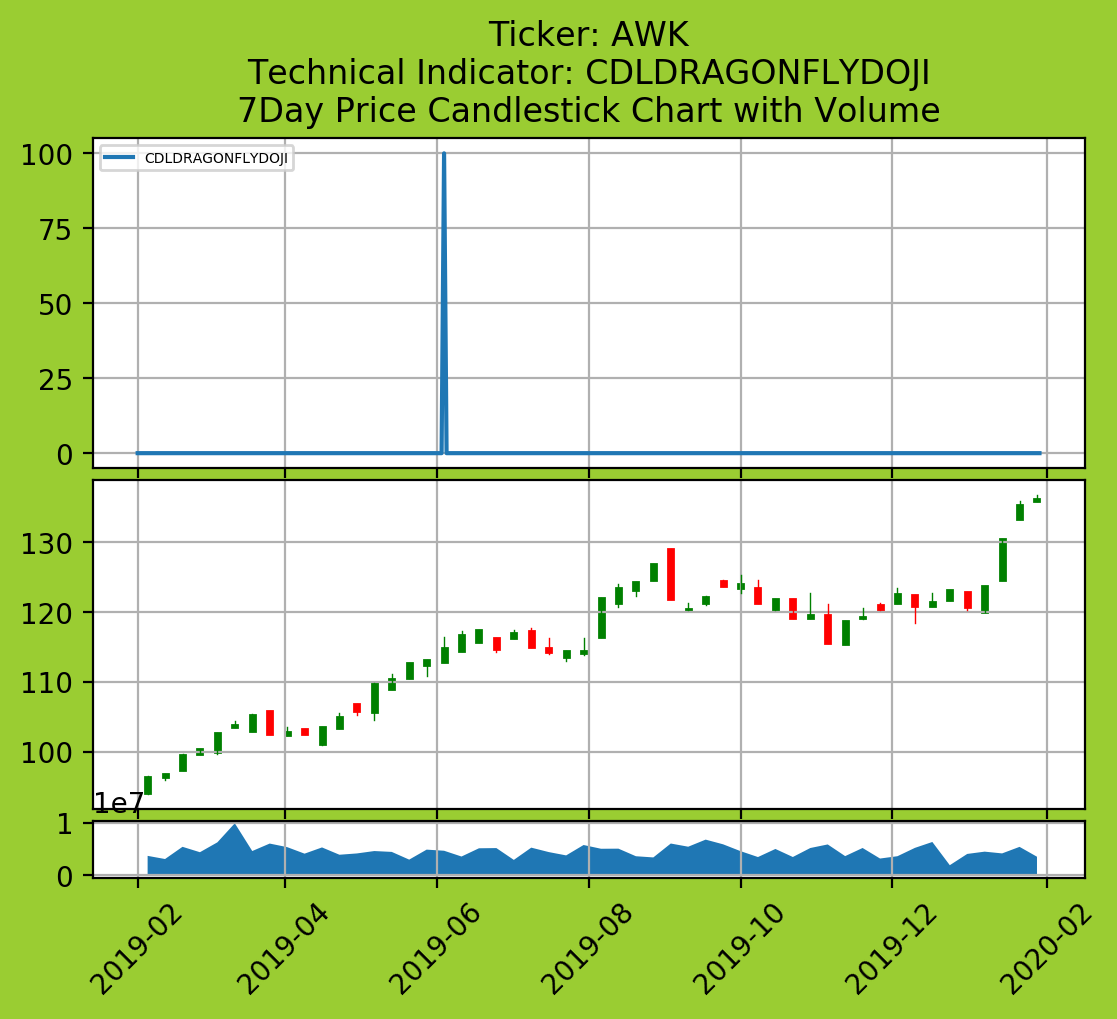 Ticker: AWK
Technical Indicator: CDLDRAGONFLYDOJI
7Day Price Candlestick Chart with Volume
CDLDRAGONFLYDOJI
100
75
50
25
0
130
120
110
100
1e7
1
0
2019-02 2019-04 2019-06 2019-08 2019-10 2019-12 2020-02